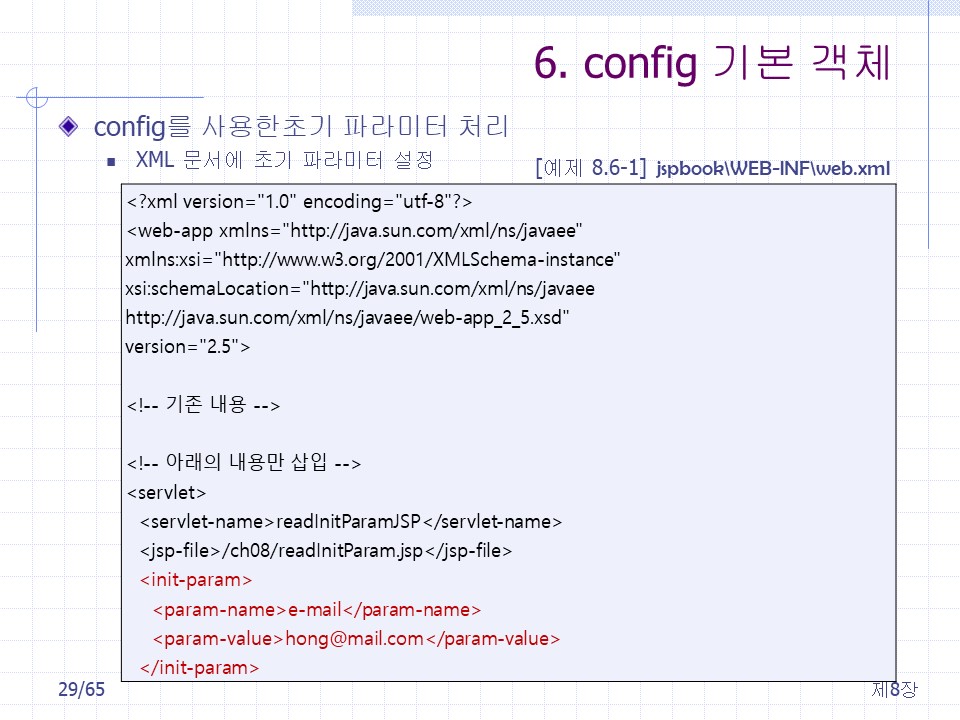 6. config 기본 객체
config를 사용한초기 파라미터 처리
XML 문서에 초기 파라미터 설정
[예제 8.6-1] jspbook\WEB-INF\web.xml
<?xml version="1.0" encoding="utf-8"?>
<web-app xmlns="http://java.sun.com/xml/ns/javaee"
xmlns:xsi="http://www.w3.org/2001/XMLSchema-instance"
xsi:schemaLocation="http://java.sun.com/xml/ns/javaee
http://java.sun.com/xml/ns/javaee/web-app_2_5.xsd"
version="2.5">
<!-- 기존 내용 -->
<!-- 아래의 내용만 삽입 -->
<servlet>
<servlet-name>readInitParamJSP</servlet-name>
<jsp-file>/ch08/readInitParam.jsp</jsp-file>
<init-param>
<param-name>e-mail</param-name>
<param-value>hong@mail.com</param-value>
</init-param>
29/65
제8장